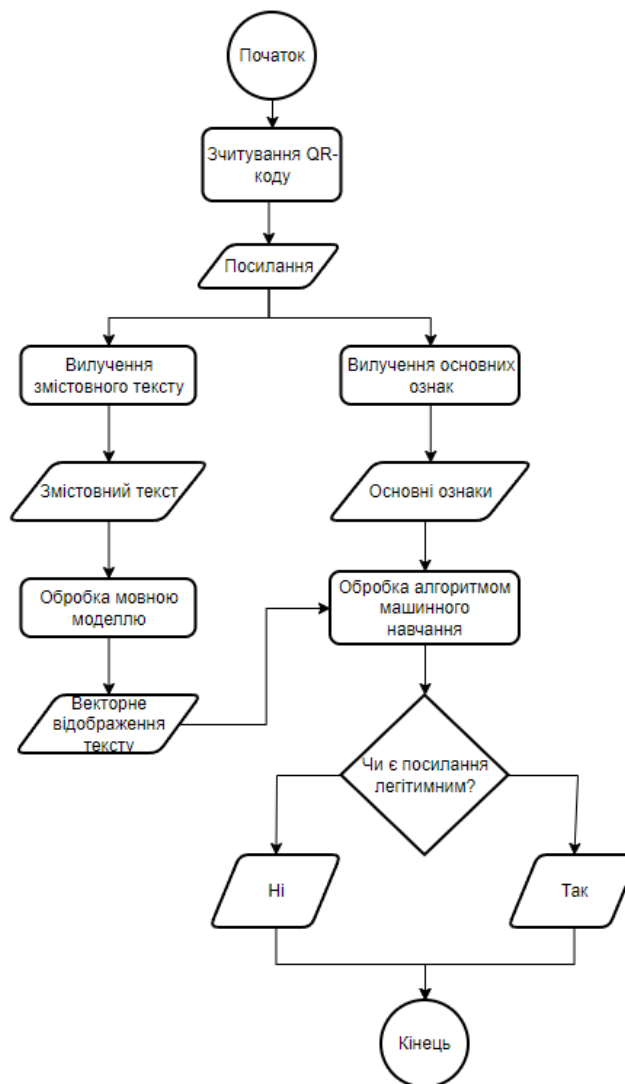 Початок
Зчитування QR-
коду
Посилання
Вилучення
змістовного тексту
Вилучення основних
ознак
Змістовний текст
Основні ознаки
Обробка мовною
моделлю
Обробка алгоритмом
машинного
навчання
Векторне
відображення
тексту
Чи є посилання
легітимним?
Ні
Так
Кінець